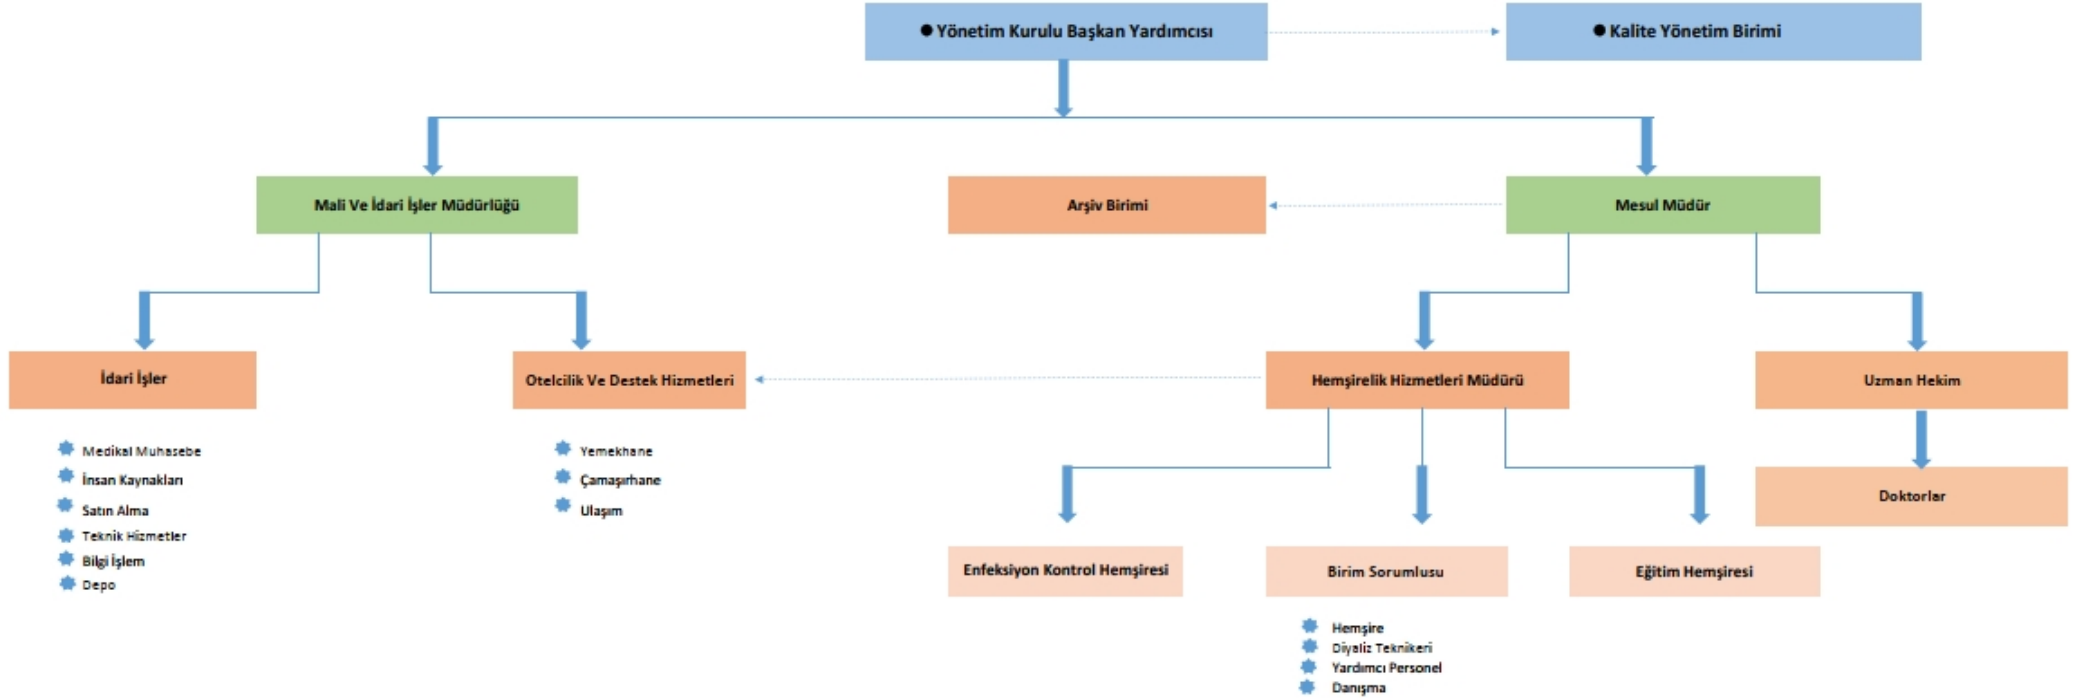 ● Yönetim Kurulu Başkan Yardımcısı
● Kalite Yönetim Birimi
Mali Ve İdari İşler Müdürlüğü
Arşiv Birimi
Mesul Müdür
İdari İşler
Otelcilik Ve Destek Hizmetleri
Hemşirelik Hizmetleri Müdürü
Uzman Hekim
Medikal Muhasebe
İnsan Kaynakları
Satın Alma
Teknik Hizmetler
Bilgi İşlem
Depo
Yemekhane
Çamaşırhane
Ulaşım
Doktorlar
Enfeksiyon Kontrol Hemşiresi
Birim Sorumlusu
Eğitim Hemşiresi
Hemşire
Diyaliz Teknikeri
Yardımcı Personel
Danışma